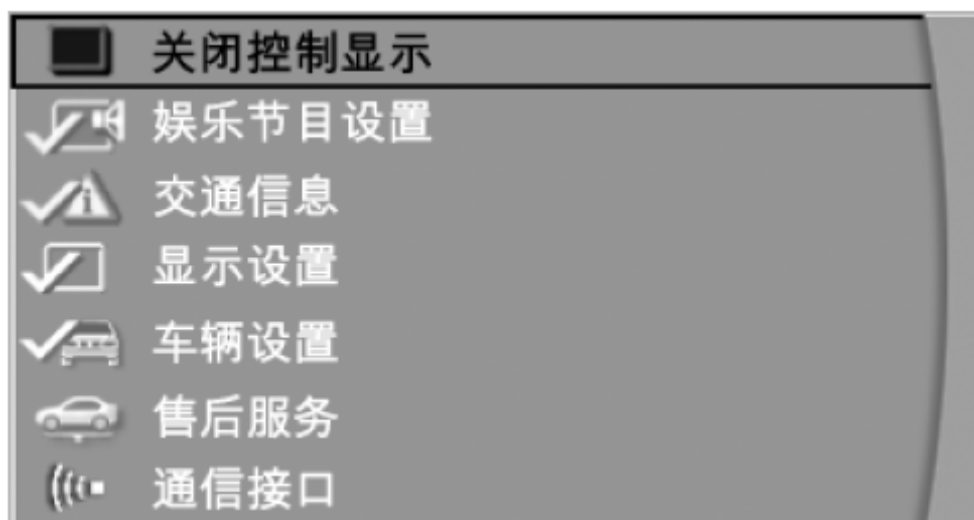 关闭控制显示
娱乐节目设置
交通信息
显示设置
车辆设置
售后服务
通信接口